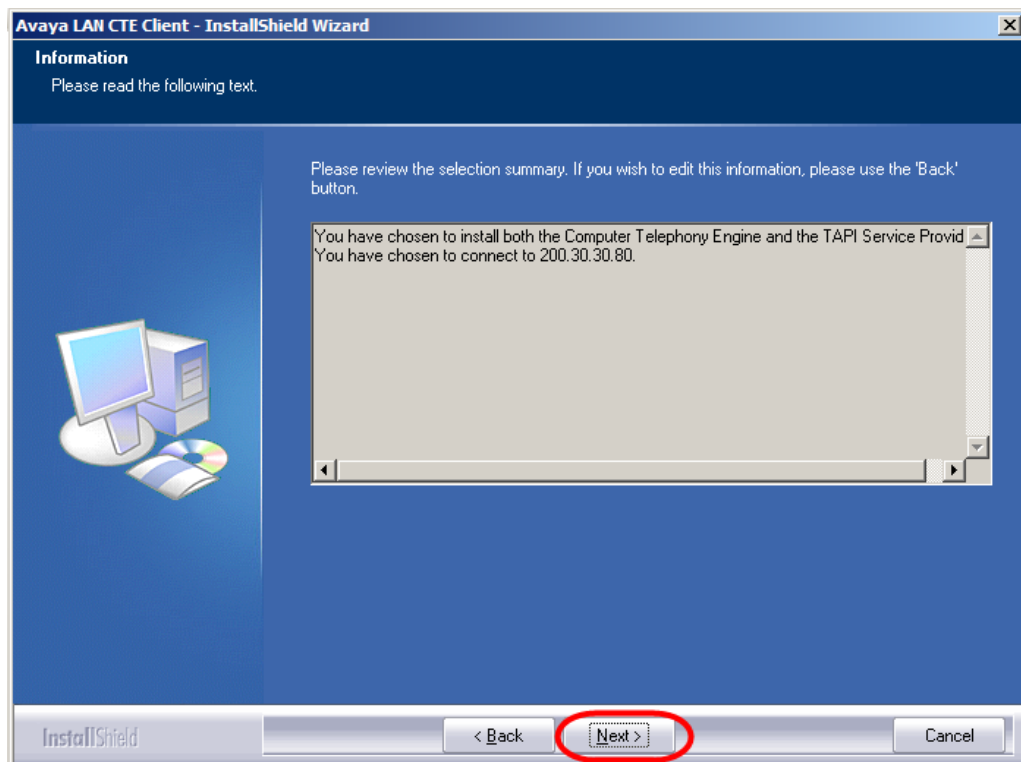 Avaya LAN CTE Client - InstallShield Wizard
Information
Please read the following text.
Please review the selection summary. If you wish to edit this information, please use the 'Back'
button.
You have chosen to install both the Computer Telephony Engine and the TAPI Service Provid
You have chosen to connect to 200.30.30.80.
InstallShield
< Back
Next >
Cancel